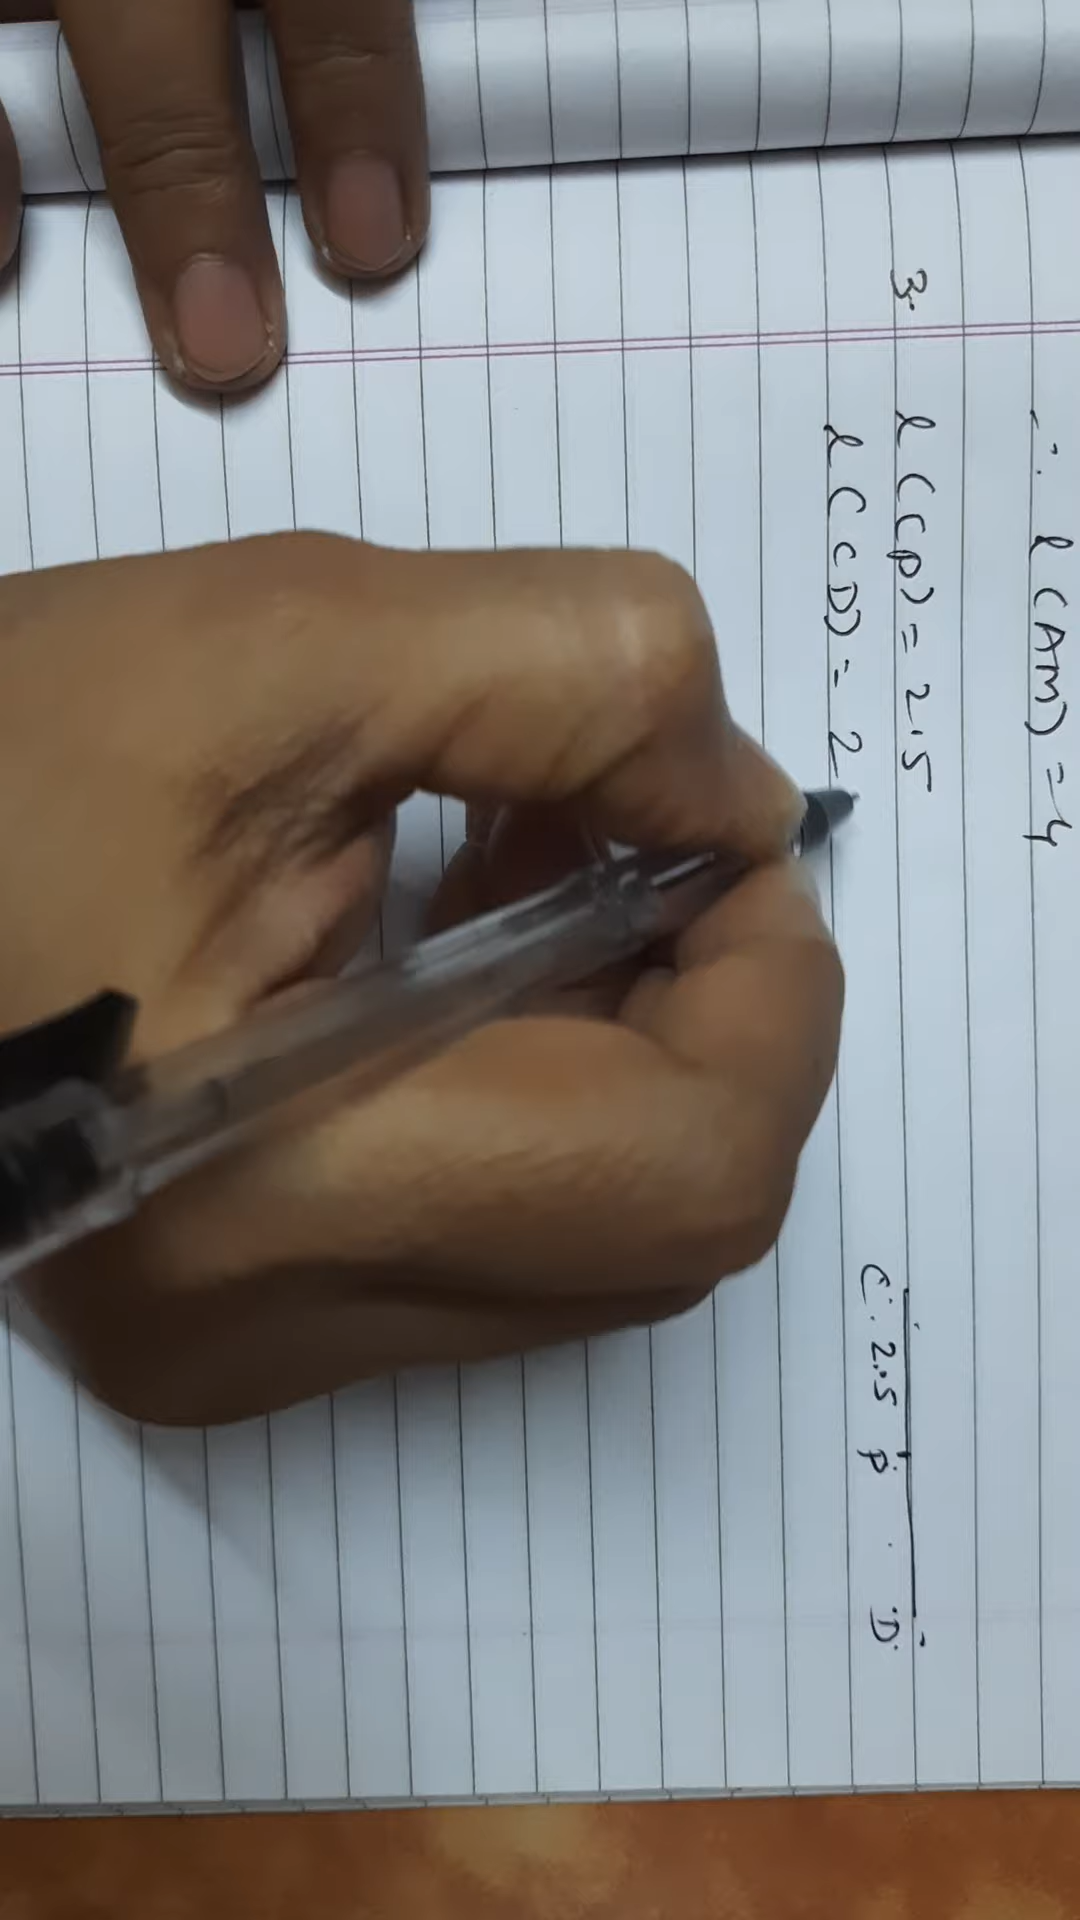 ∴ l(AM) = 4
3. l(CP) = 2.5
l(CD) = 2
C 2.5 P D